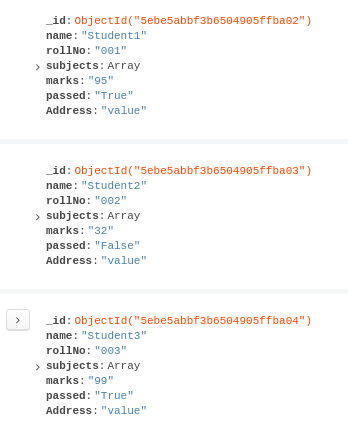 _id: ObjectId("5ebe5abbf3b6504905ffba02")
name: "Student1"
rollNo: "001"
subjects: Array
marks: "95"
passed: "True"
Address: "value"
_id: ObjectId("5ebe5abbf3b6504905ffba03")
name: "Student2"
rollNo: "002"
subjects: Array
marks: "32"
passed: "False"
Address: "value"
_id: ObjectId("5ebe5abbf3b6504905ffba04")
name: "Student3"
rollNo: "003"
subjects: Array
marks: "99"
passed: "True"
Address: "value"